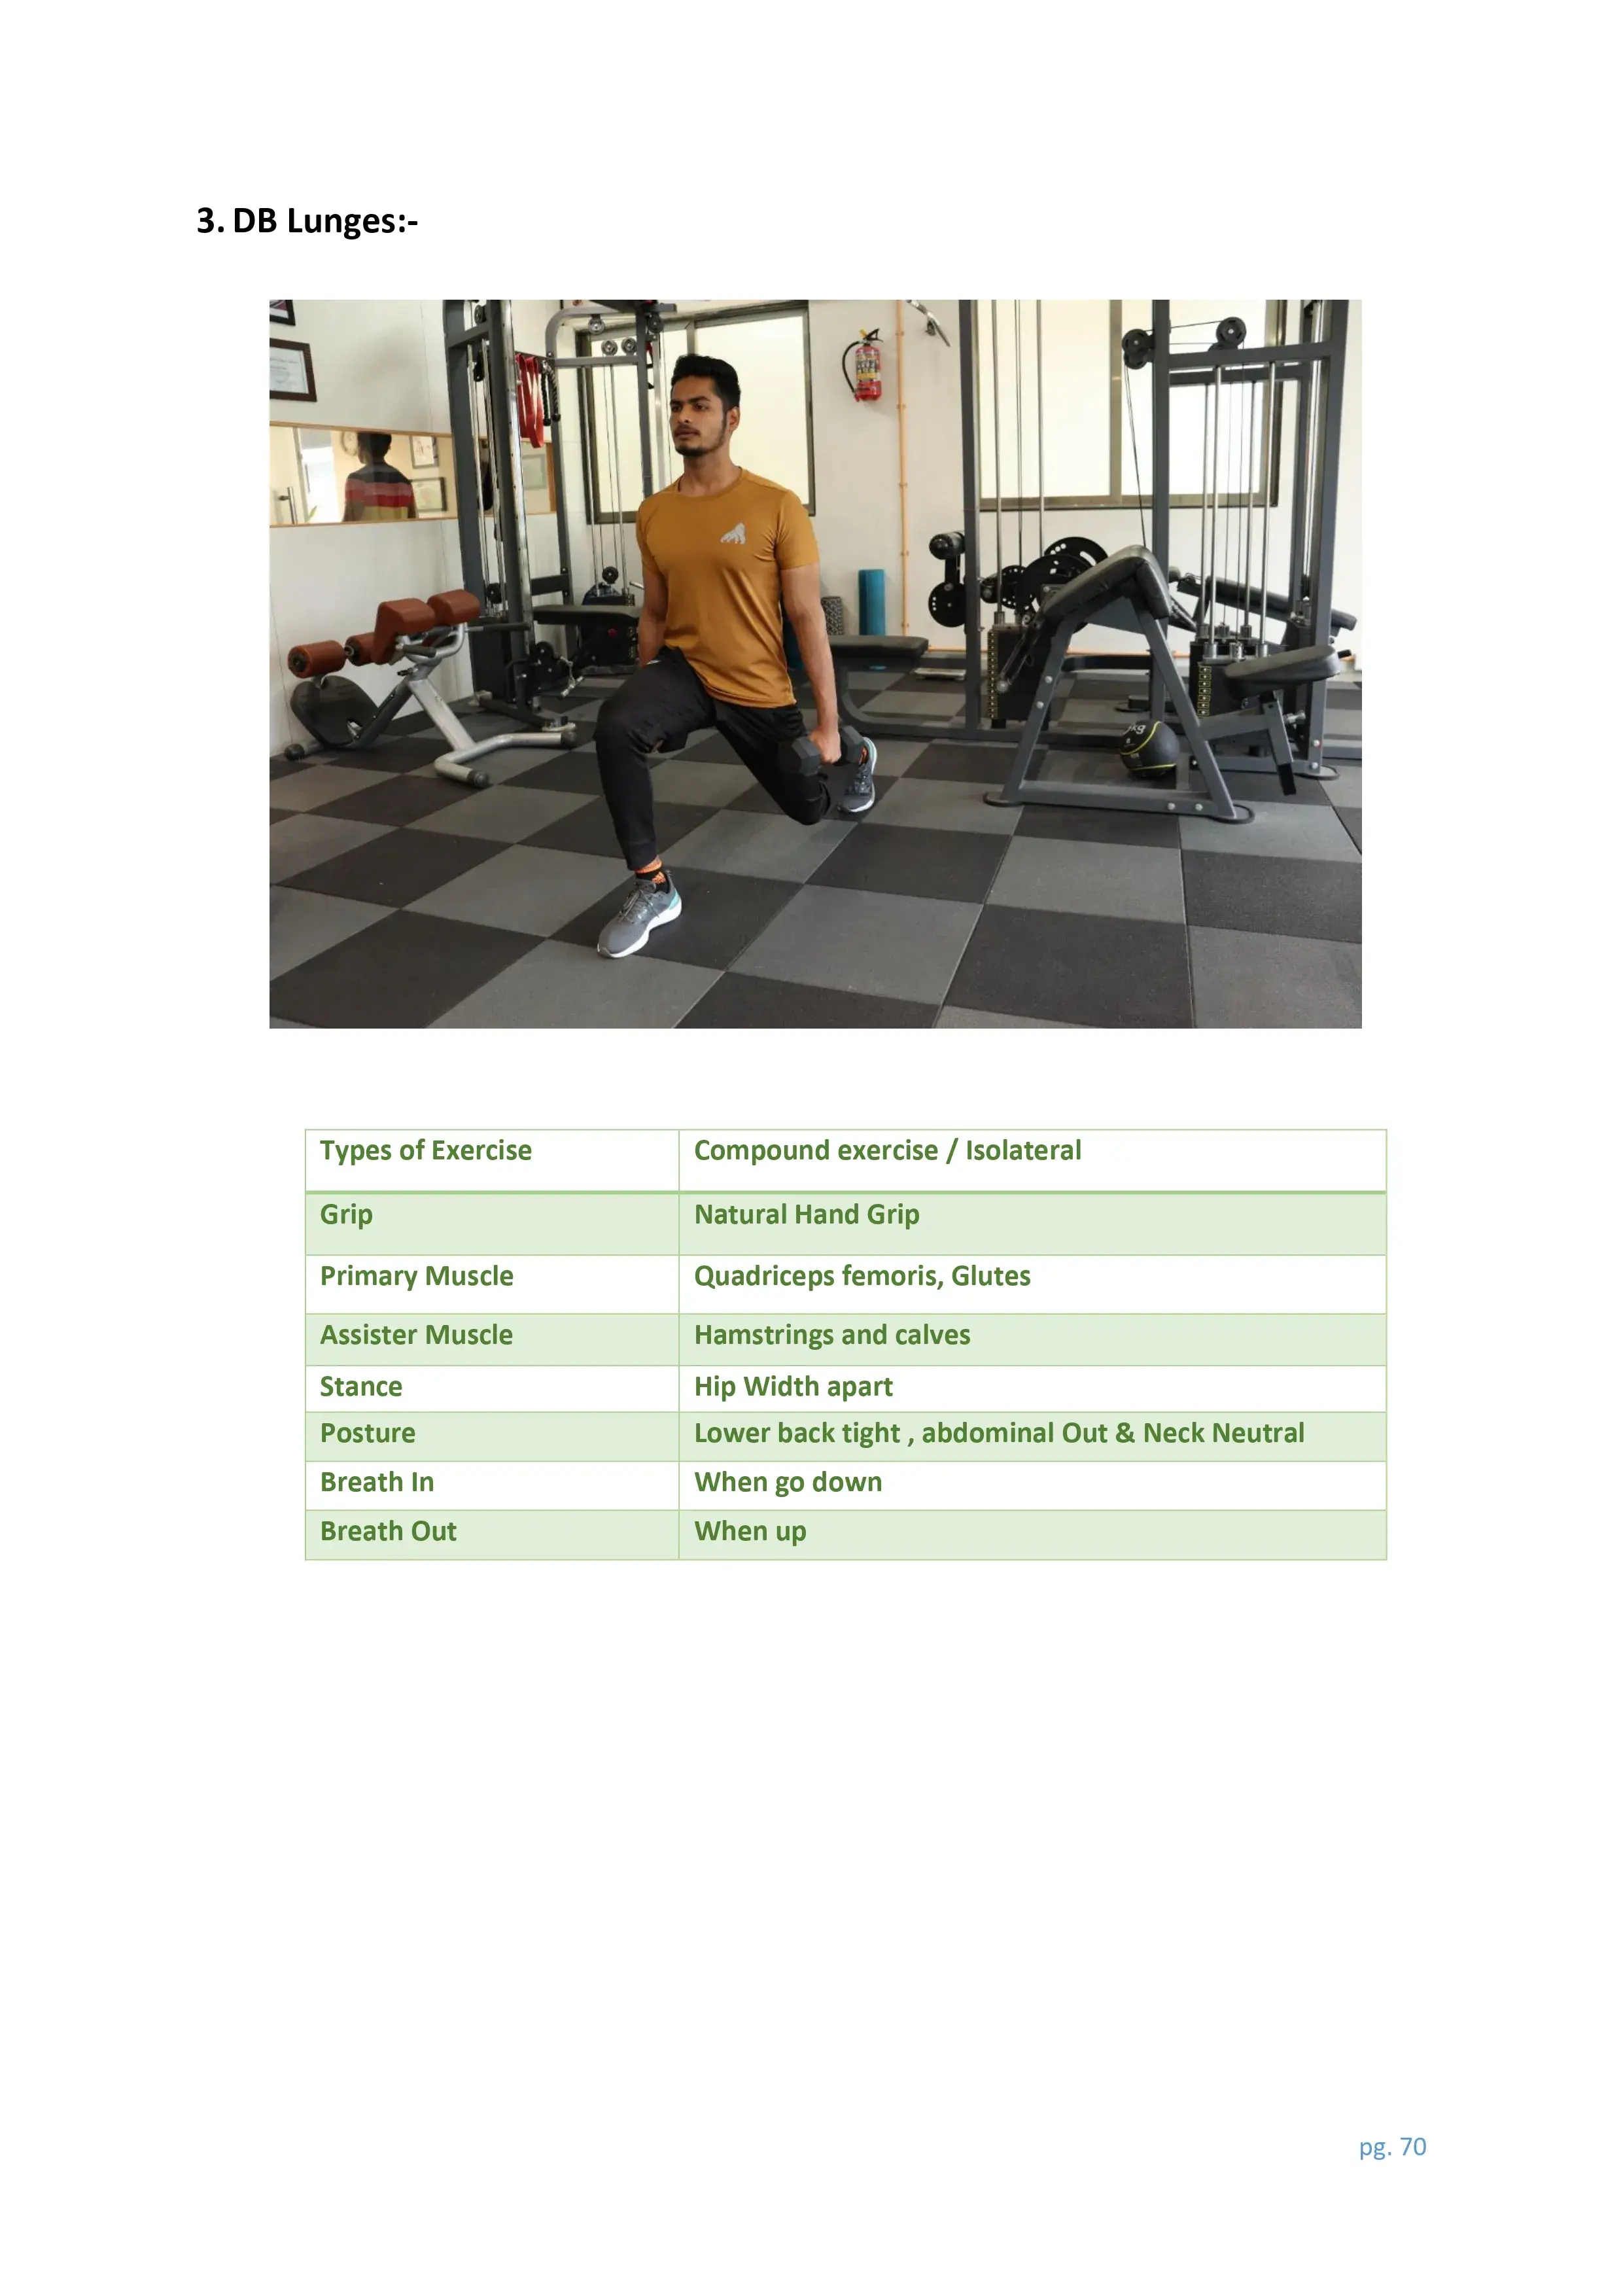 3. DB Lunges:-
kg
Types of Exercise Compound exercise / Isolateral
Grip Natural Hand Grip
Primary Muscle Quadriceps femoris, Glutes
Assister Muscle Hamstrings and calves
Stance Hip Width apart
Posture Lower back tight , abdominal Out & Neck Neutral
Breath In When go down
Breath Out When up
pg. 70